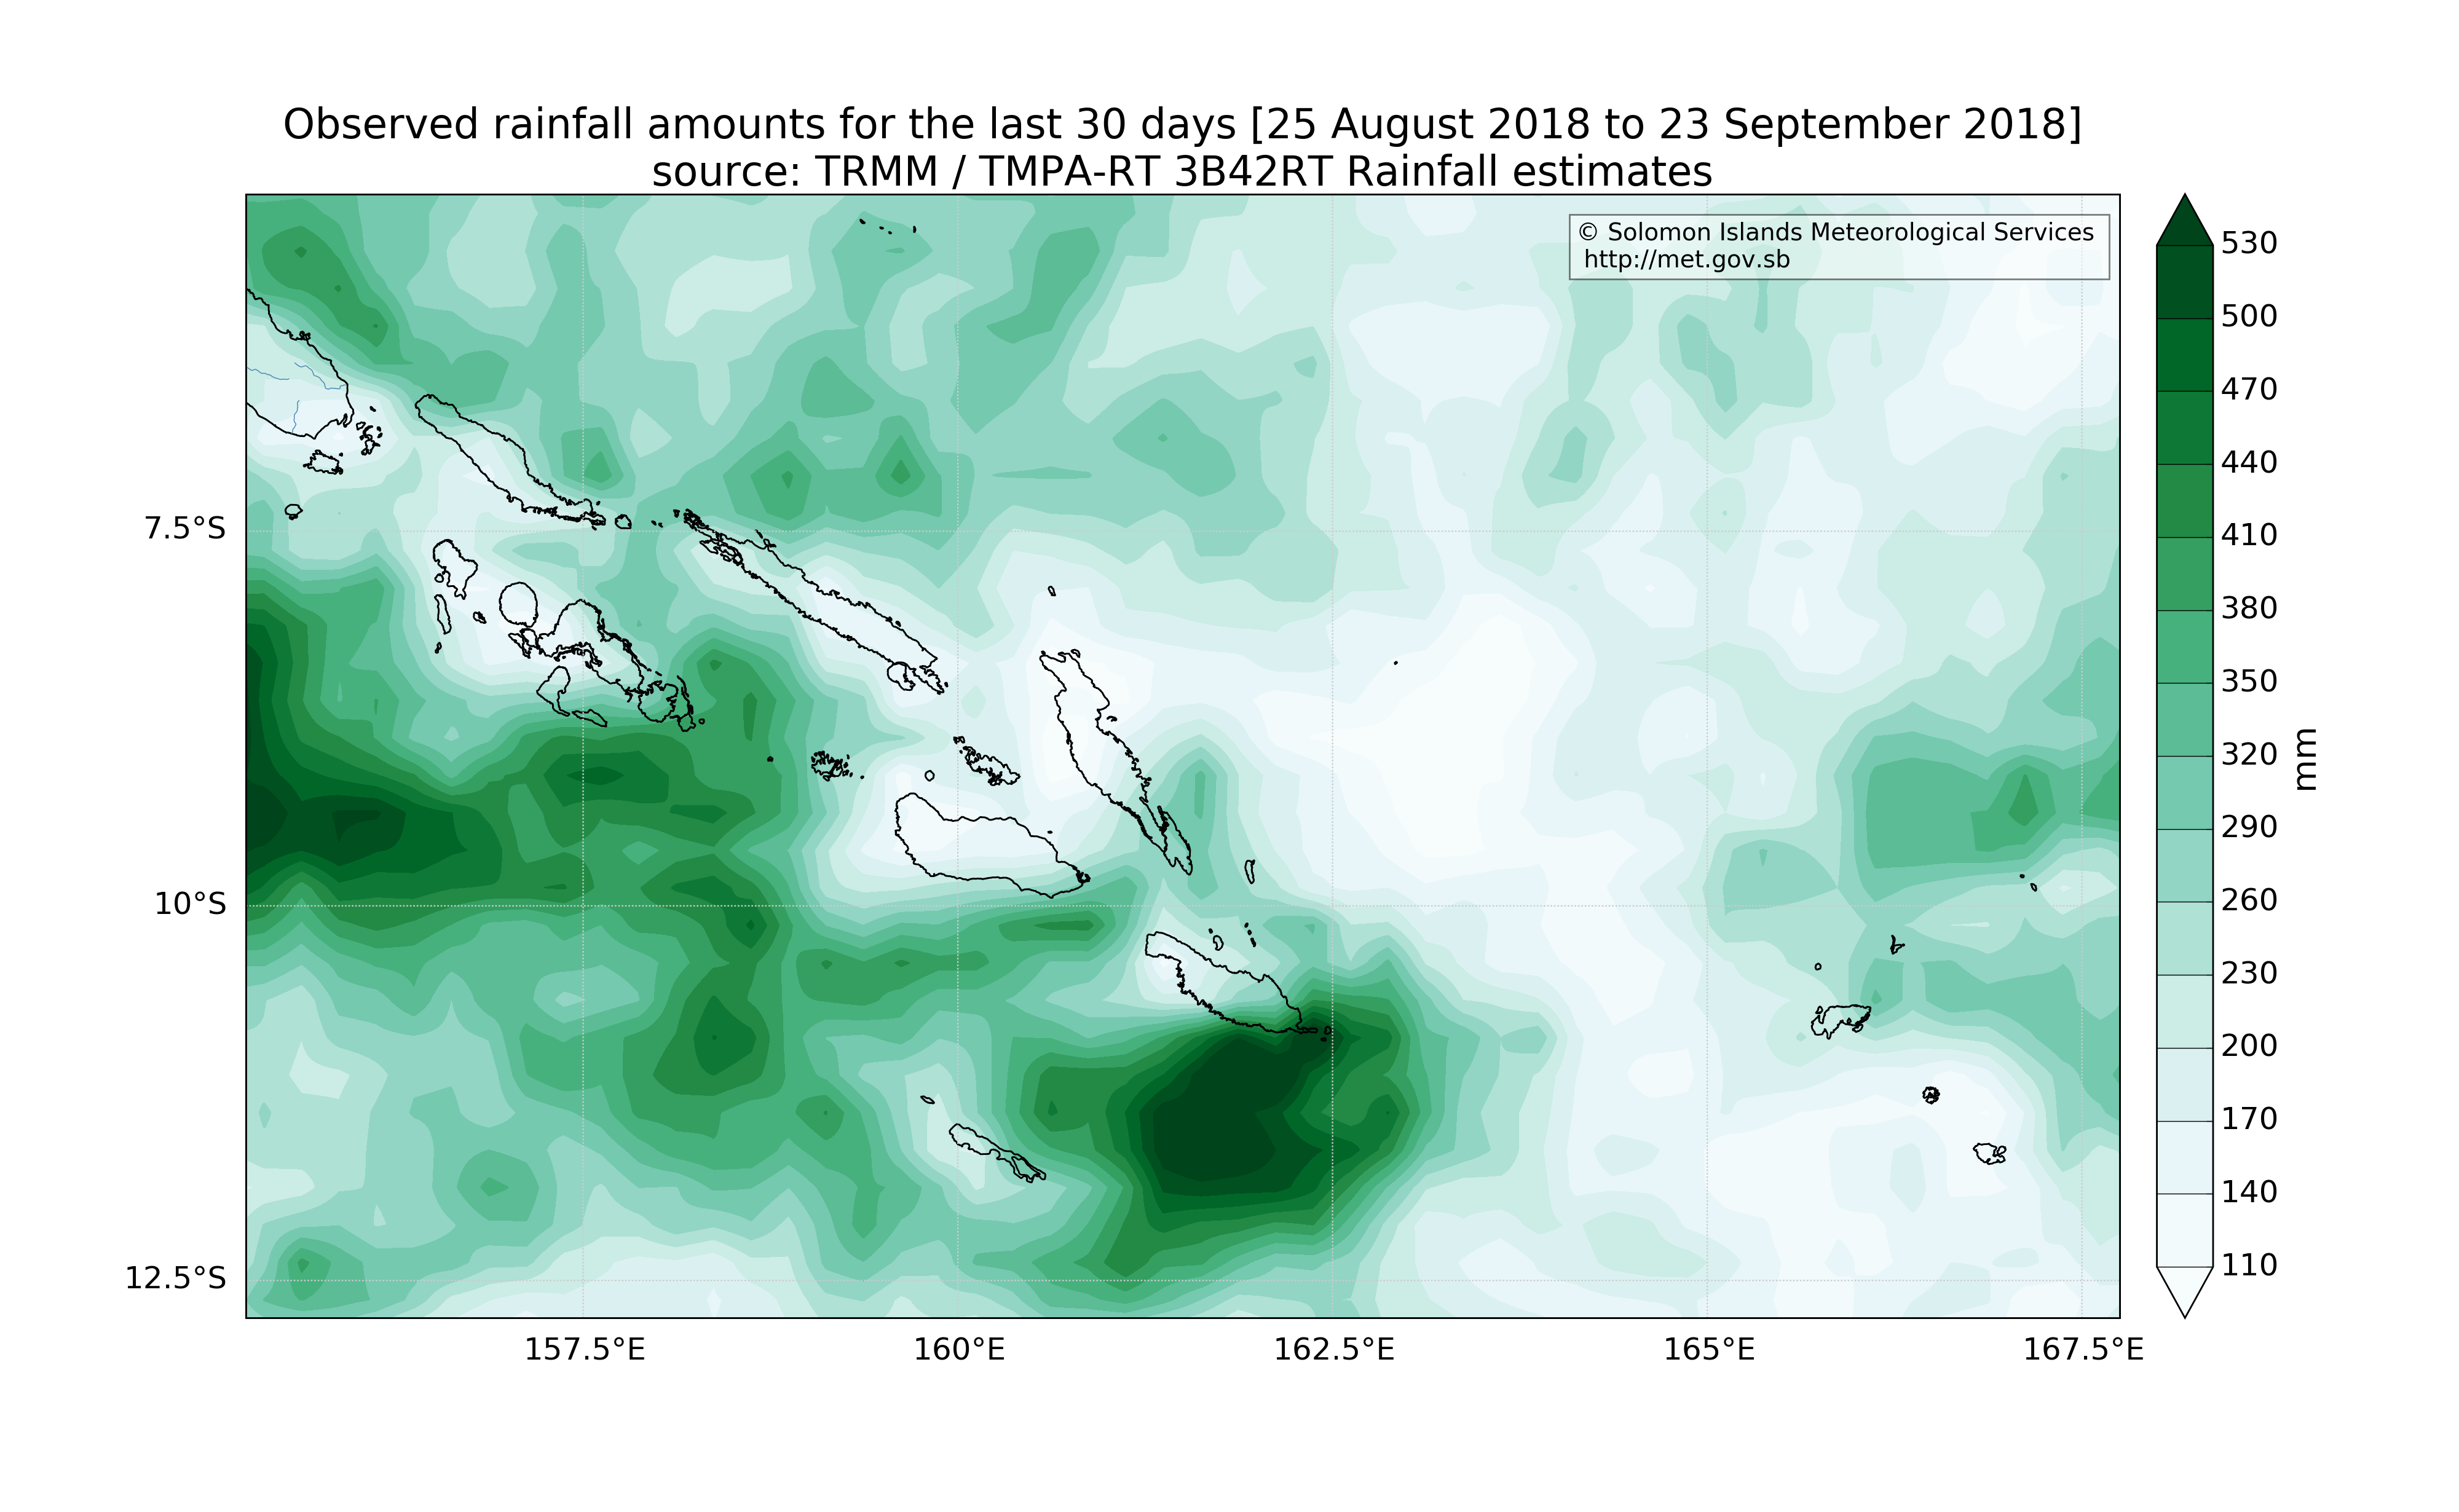 Observed rainfall amounts for the last 30 days [25 August 2018 to 23 September 2018]
source: TRMM / TMPA-RT 3B42RT Rainfall estimates
© Solomon Islands Meteorological Services
http://met.gov.sb
7.5°S
10°S
12.5°S
157.5°E
160°E
162.5°E
165°E
167.5°E
530
500
470
440
410
380
350
320
290
260
230
200
170
140
110
mm